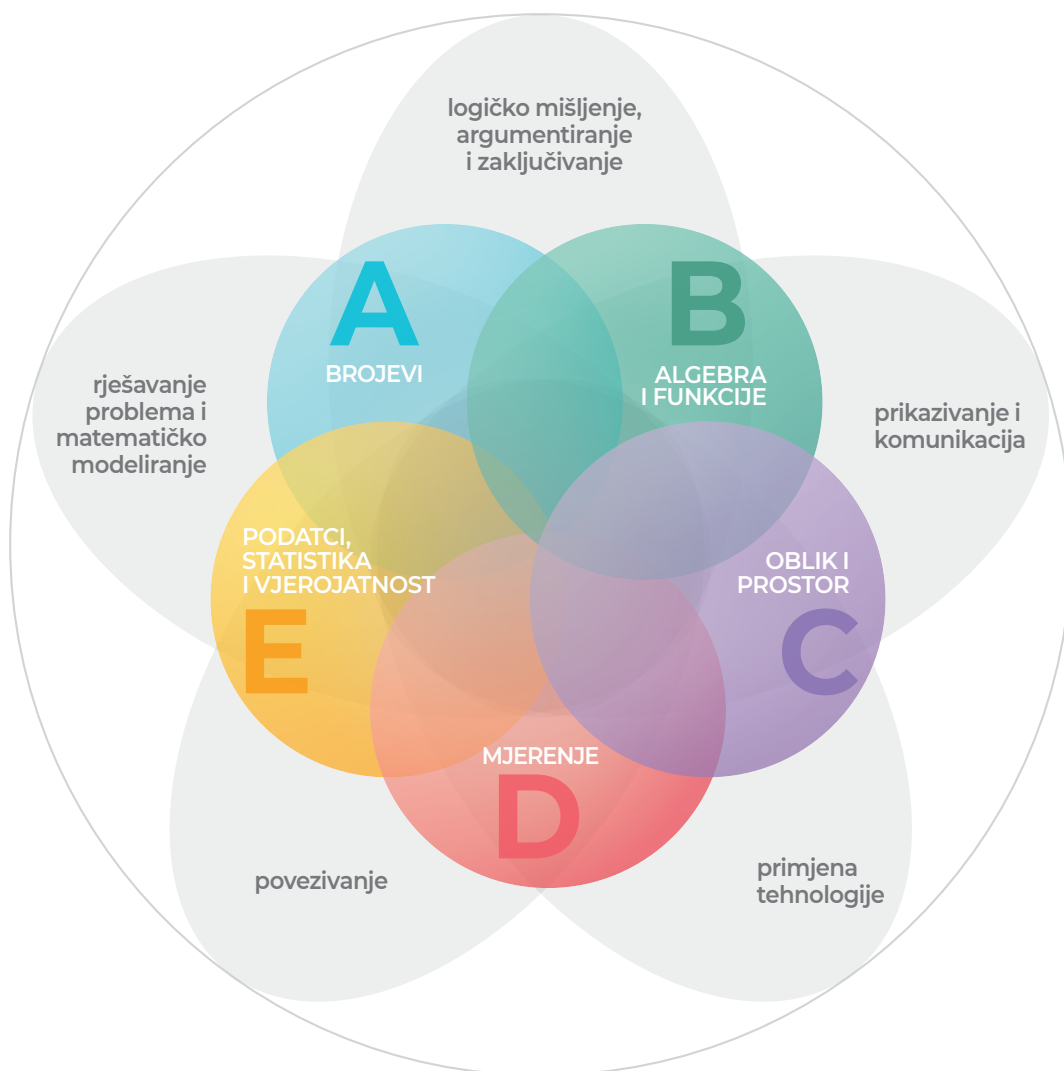 logičko mišljenje,
argumentiranje
i zaključivanje
A
BROJEVI
B
ALGEBRA
I FUNKCIJE
rješavanje
problema i
matematičko
modeliranje
prikazivanje i
komunikacija
PODATCI,
STATISTIKA
I VJEROJATNOST
E
OBLIK I
PROSTOR
C
MJERENJE
D
povezivanje
primjena
tehnologije